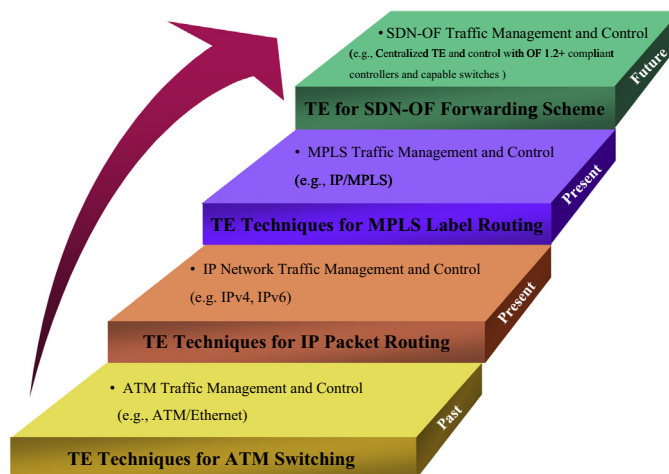 • SDN-OF Traffic Management and Control
(e.g., Centralized TE and control with OF 1.2+ compliant
controllers and capable switches )
Future
TE for SDN-OF Forwarding Scheme
• MPLS Traffic Management and Control
(e.g., IP/MPLS)
Present
TE Techniques for MPLS Label Routing
• IP Network Traffic Management and Control
(e.g. IPv4, IPv6)
Present
TE Techniques for IP Packet Routing
• ATM Traffic Management and Control
(e.g., ATM/Ethernet)
Past
TE Techniques for ATM Switching